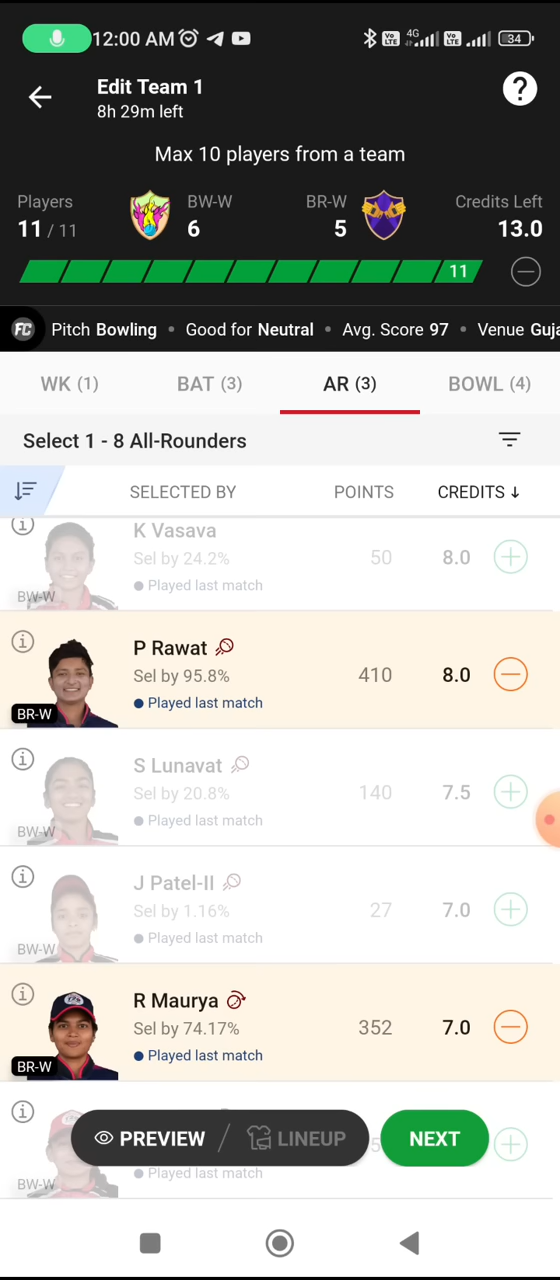 12:00 AM
Vo LTE 4G Vo LTE 34
Edit Team 1
8h 29m left
?
Max 10 players from a team
Players BW-W BR-W Credits Left
11 / 11 6 5 13.0
11
FC Pitch Bowling • Good for Neutral • Avg. Score 97 • Venue Guja
WK (1) BAT (3) AR (3) BOWL (4)
Select 1 - 8 All-Rounders
SELECTED BY POINTS CREDITS ↓
K Vasava
Sel by 24.2% 50 8.0
Played last match
BW-W
P Rawat
Sel by 95.8% 410 8.0
Played last match
BR-W
S Lunavat
Sel by 20.8% 140 7.5
Played last match
BW-W
J Patel-II
Sel by 1.16% 27 7.0
Played last match
BW-W
R Maurya
Sel by 74.17% 352 7.0
Played last match
BR-W
PREVIEW / LINEUP NEXT
Played last match
BW-W